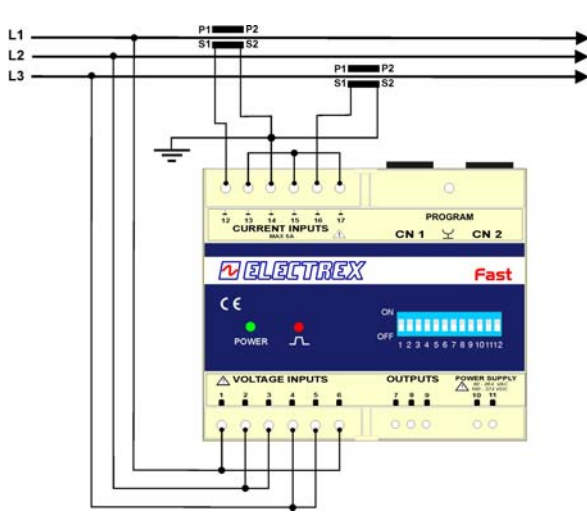 L1
P1 P2
S1 S2
L2
L3
P1 P2
S1 S2
12 13 14 15 16 17
CURRENT INPUTS
MAX 5A
PROGRAM
CN 1 CN 2
ELECTREX
Fast
CE
POWER
ON
OFF
1 2 3 4 5 6 7 8 9 10 11 12
VOLTAGE INPUTS
1 2 3 4 5 6
OUTPUTS
7 8 9
POWER SUPPLY
VAC
VDC
10 11